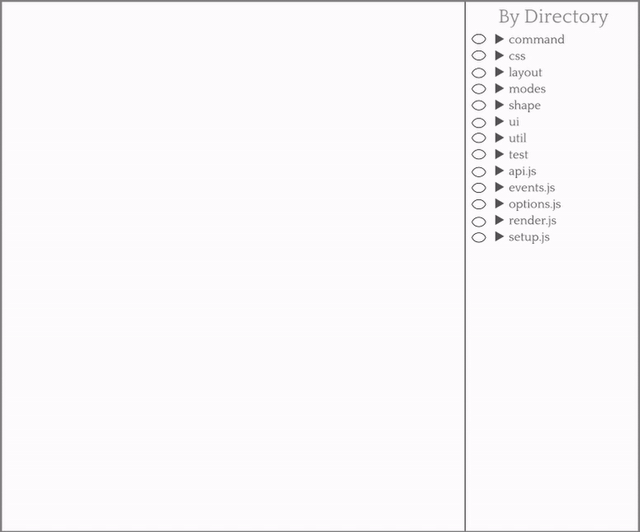 By Directory
command
css
layout
modes
shape
ui
util
test
api.js
events.js
options.js
render.js
setup.js